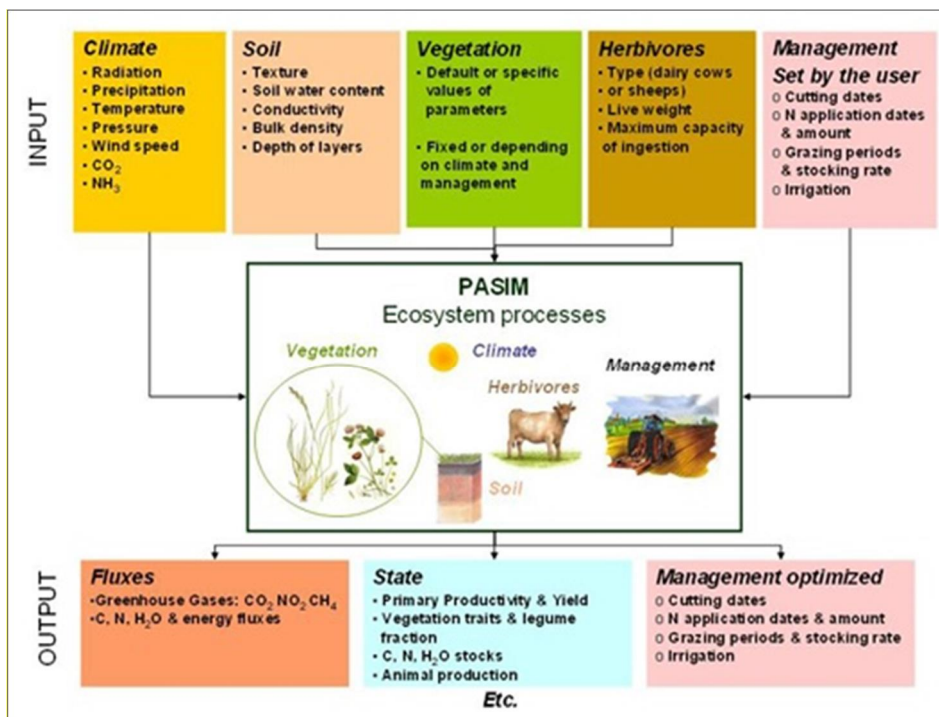 INPUT
Climate
▪ Radiation
▪ Precipitation
▪ Temperature
▪ Pressure
▪ Wind speed
▪ CO₂
▪ NH₃
Soil
▪ Texture
▪ Soil water content
▪ Conductivity
▪ Bulk density
▪ Depth of layers
Vegetation
▪ Default or specific
values of
parameters
▪ Fixed or depending
on climate and
management
Herbivores
▪ Type (dairy cows
▪ or sheeps)
▪ Live weight
▪ Maximum capacity
of ingestion
Management
Set by the user
o Cutting dates
o N application dates
& amount
o Grazing periods
& stocking rate
o Irrigation
PASIM
Ecosystem processes
Vegetation
Climate
Herbivores
Management
Soil
OUTPUT
Fluxes
▪Greenhouse Gases: CO₂ NO₂ CH₄
▪C, N, H₂O & energy fluxes
State
▪ Primary Productivity & Yield
▪ Vegetation traits & legume
fraction
▪ C, N, H₂O stocks
▪ Animal production
Management optimized
o Cutting dates
o N application dates & amount
o Grazing periods & stocking rate
o Irrigation
Etc.